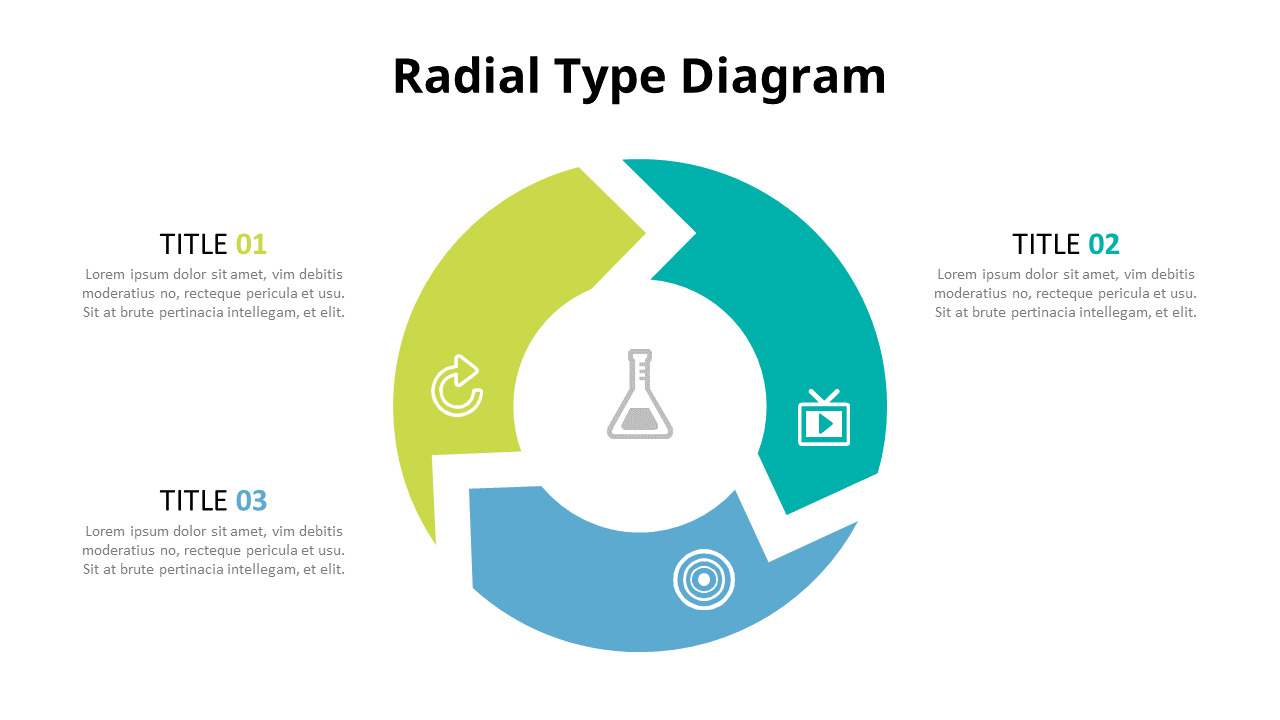 Radial Type Diagram
TITLE 01
Lorem ipsum dolor sit amet, vim debitis
moderatius no, recteque pericula et usu.
Sit at brute pertinacia intellegam, et elit.
TITLE 02
Lorem ipsum dolor sit amet, vim debitis
moderatius no, recteque pericula et usu.
Sit at brute pertinacia intellegam, et elit.
TITLE 03
Lorem ipsum dolor sit amet, vim debitis
moderatius no, recteque pericula et usu.
Sit at brute pertinacia intellegam, et elit.